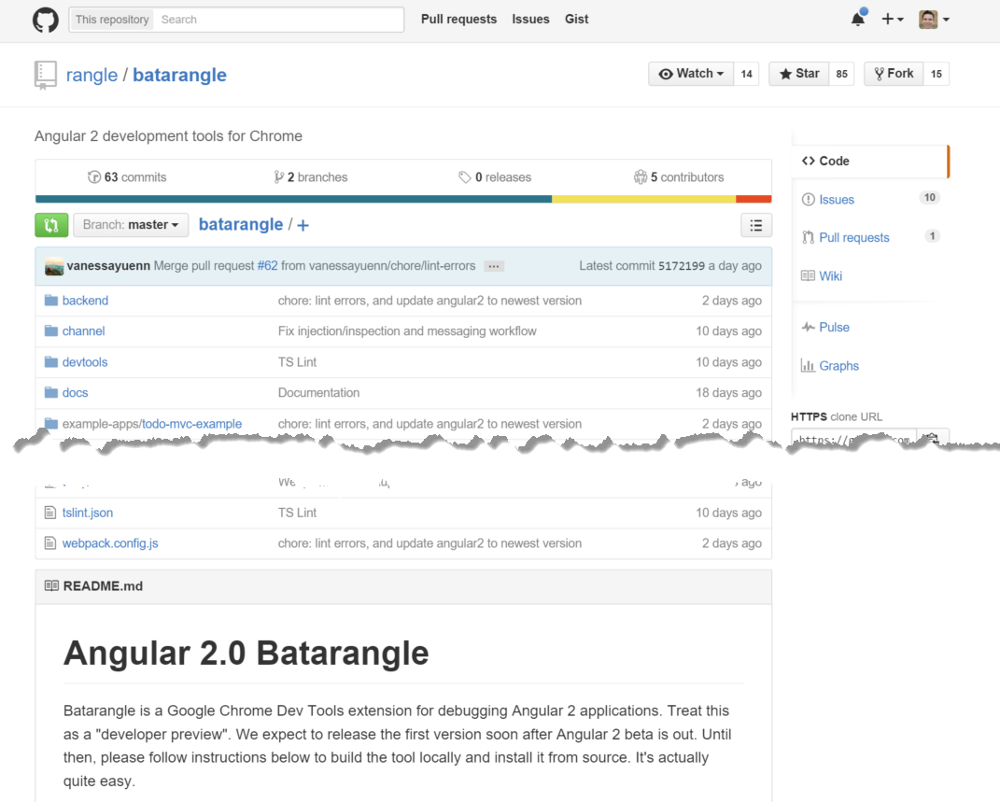 This repository Search Pull requests Issues Gist
rangle / batarangle Watch 14 Star 85 Fork 15
Angular 2 development tools for Chrome
63 commits 2 branches 0 releases 5 contributors
Branch: master batarangle / +
vanessayuenn Merge pull request #62 from vanessayuenn/chore/lint-errors ... Latest commit 5172199 a day ago
backend chore: lint errors, and update angular2 to newest version 2 days ago
channel Fix injection/inspection and messaging workflow 10 days ago
devtools TS Lint 10 days ago
docs Documentation 18 days ago
example-apps/todo-mvc-example chore: lint errors, and update angular2 to newest version 2 days ago
ago
tslint.json TS Lint 10 days ago
webpack.config.js chore: lint errors, and update angular2 to newest version 2 days ago
README.md
Angular 2.0 Batarangle
Batarangle is a Google Chrome Dev Tools extension for debugging Angular 2 applications. Treat this
as a "developer preview". We expect to release the first version soon after Angular 2 beta is out. Until
then, please follow instructions below to build the tool locally and install it from source. It's actually
quite easy.
Code
Issues 10
Pull requests 1
Wiki
Pulse
Graphs
HTTPS clone URL